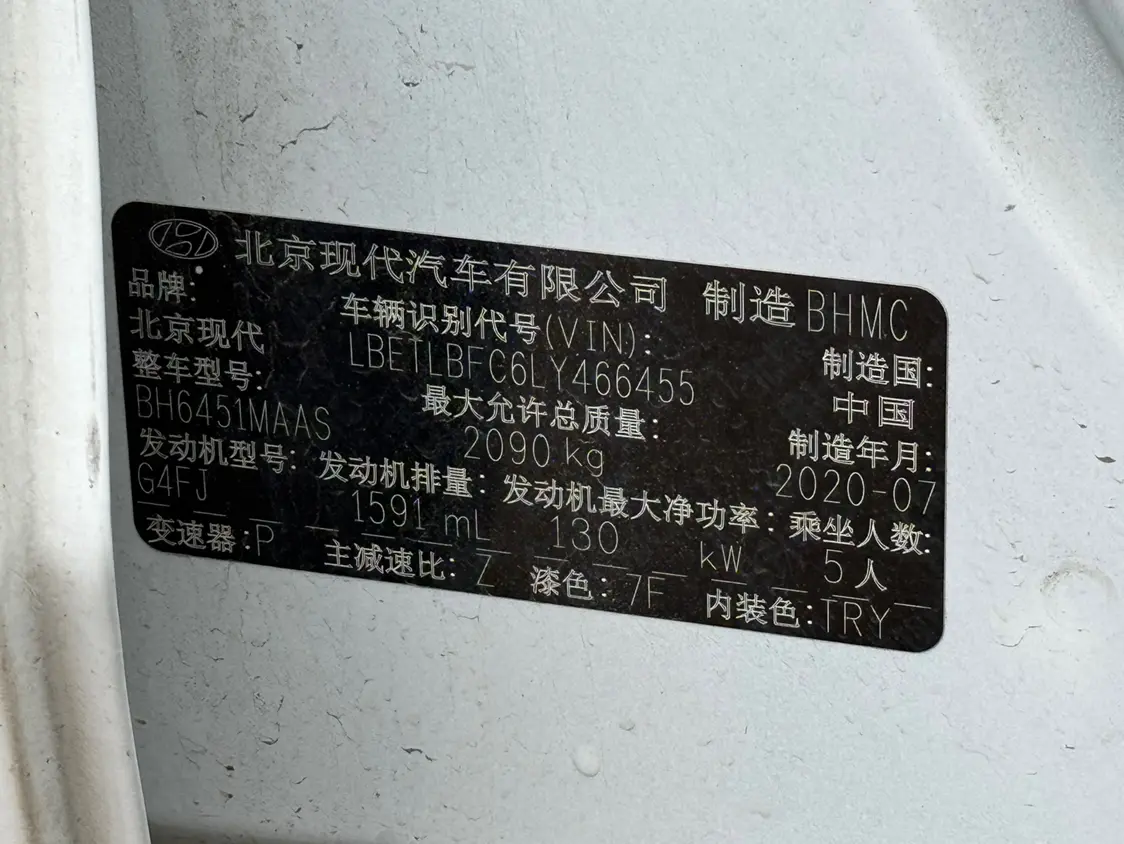 北京现代汽车有限公司 制造 BHMC
品牌: 车辆识别代号(VIN): 制造国:
北京现代 LBETLBFC6LY466455 中国
整车型号: 最大允许总质量: 制造年月:
BH6451MAAS 2090 kg 2020-07
发动机型号: 发动机排量: 发动机最大净功率: 乘坐人数:
G4FJ 1591 mL 130 kW 5人
变速器:P 主减速比: Z 漆色: 7F 内装色:TRY